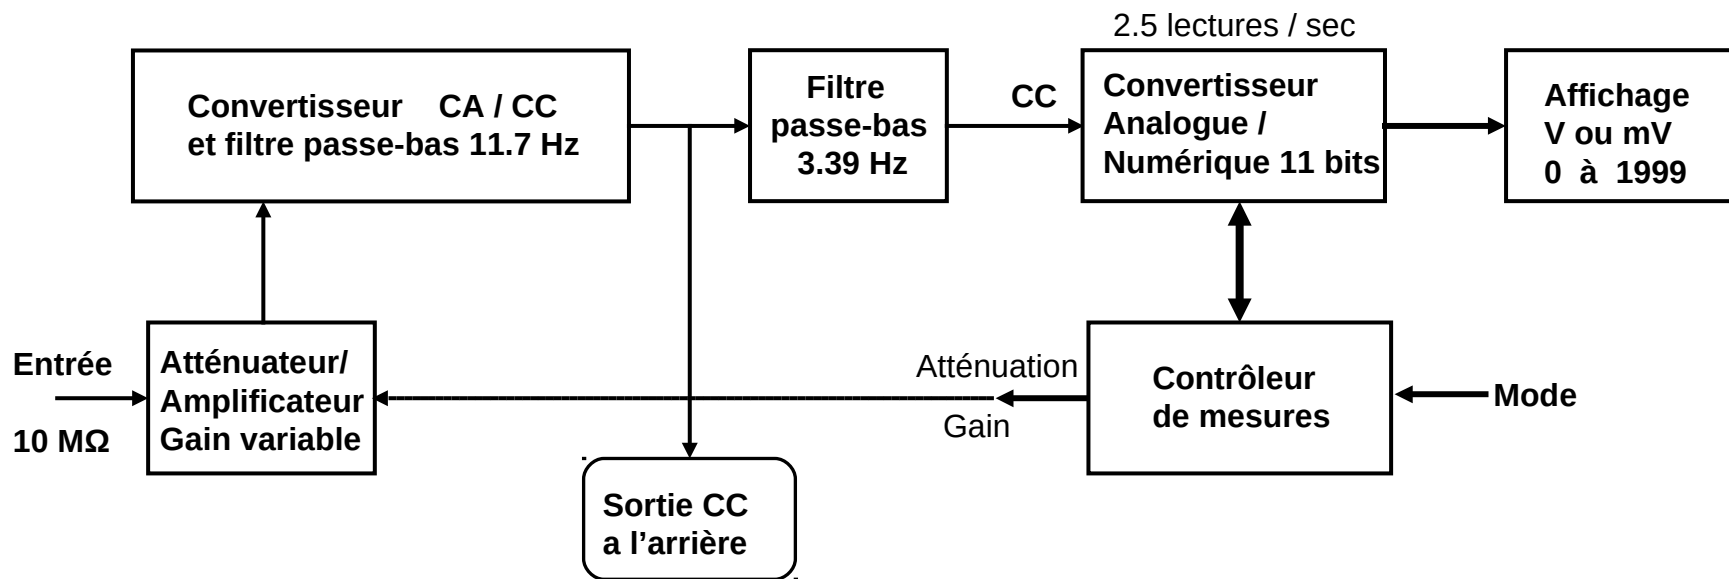 2.5 lectures / sec
Convertisseur CA / CC
et filtre passe-bas 11.7 Hz
Filtre
passe-bas
3.39 Hz
CC
Convertisseur
Analogue /
Numérique 11 bits
Affichage
V ou mV
0 à 1999
Entrée
10 MΩ
Atténuateur/
Amplificateur
Gain variable
Atténuation
Gain
Contrôleur
de mesures
Mode
Sortie CC
a l’arrière